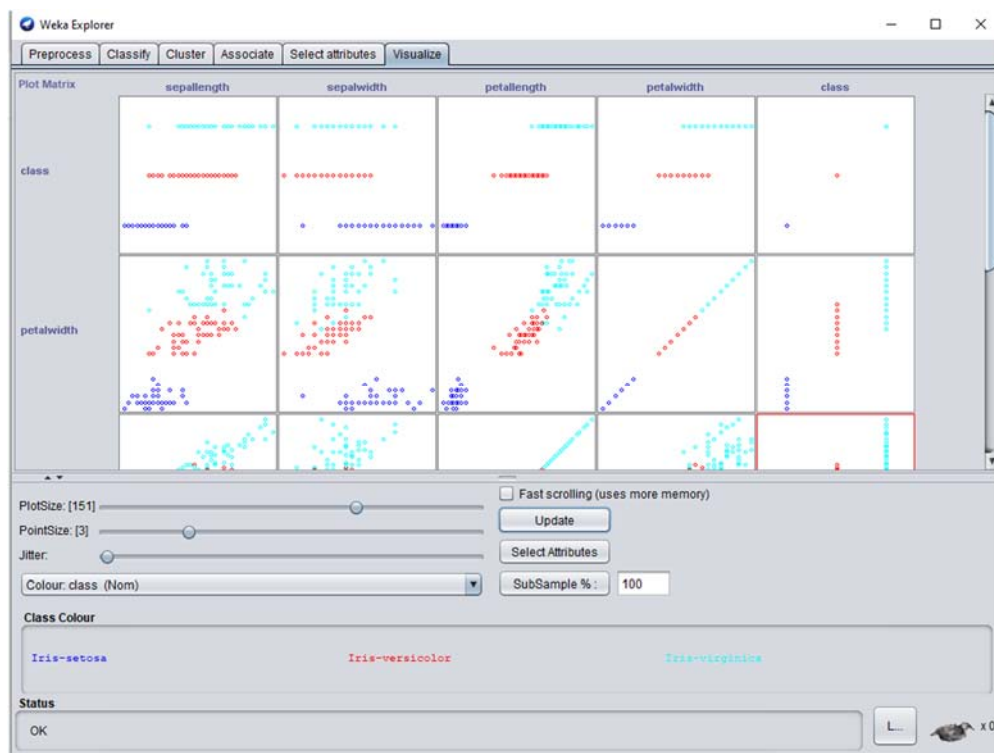 Weka Explorer
Preprocess Classify Cluster Associate Select attributes Visualize
Plot Matrix sepallength sepalwidth petallength petalwidth class
class
petalwidth
PlotSize: [151]
Fast scrolling (uses more memory)
PointSize: [3]
Update
Jitter:
Select Attributes
Colour: class (Nom)
SubSample % : 100
Class Colour
Iris-setosa Iris-versicolor Iris-virginica
Status
OK
L...
x 0